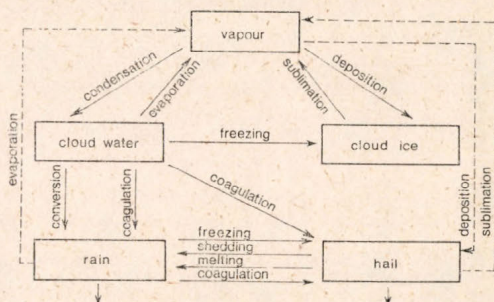 vapour
condensation
evaporation
sublimation
deposition
cloud water
freezing
cloud ice
evaporation
conversion
coagulation
coagulation
deposition
sublimation
rain
freezing
shedding
melting
coagulation
hail